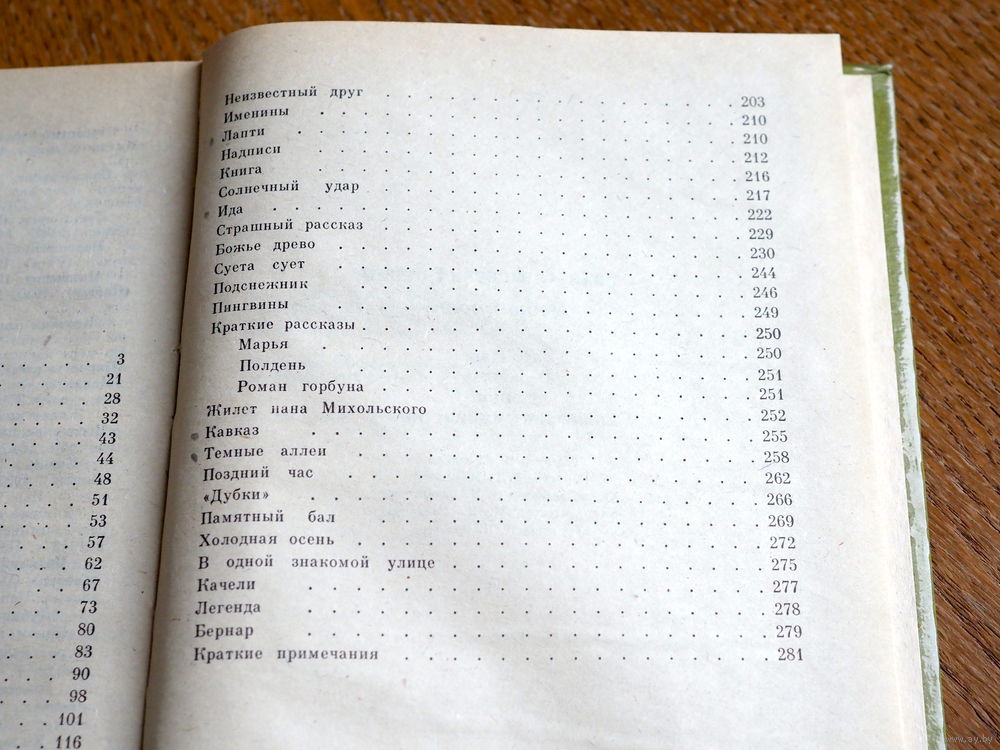 3
21
28
32
43
44
48
51
53
57
62
67
73
80
83
90
98
101
116
Неизвестный друг . . . . . . . . . . . . . . . . 203
Именины . . . . . . . . . . . . . . . . 210
Лапти . . . . . . . . . . . . . . . . 210
Надписи . . . . . . . . . . . . . . . . 212
Книга . . . . . . . . . . . . . . . . 216
Солнечный удар . . . . . . . . . . . . . . . . 217
Ида . . . . . . . . . . . . . . . . 222
Страшный рассказ . . . . . . . . . . . . . . . . 229
Божье древо . . . . . . . . . . . . . . . . 230
Суета сует . . . . . . . . . . . . . . . . 244
Подснежник . . . . . . . . . . . . . . . . 246
Пингвины . . . . . . . . . . . . . . . . 249
Краткие рассказы . . . . . . . . . . . . . . . . 250
Марья . . . . . . . . . . . . . . . . 250
Полдень . . . . . . . . . . . . . . . . 251
Роман горбуна . . . . . . . . . . . . . . . . 251
Жилет пана Михольского . . . . . . . . . . . . . 252
Кавказ . . . . . . . . . . . . . . . . 255
Темные аллеи . . . . . . . . . . . . . . . . 258
Поздний час . . . . . . . . . . . . . . . . 262
«Дубки» . . . . . . . . . . . . . . . . 266
Памятный бал . . . . . . . . . . . . . . . . 269
Холодная осень . . . . . . . . . . . . . . . . 272
В одной знакомой улице . . . . . . . . . . . . . 275
Качели . . . . . . . . . . . . . . . . 277
Легенда . . . . . . . . . . . . . . . . 278
Бернар . . . . . . . . . . . . . . . . 279
Краткие примечания . . . . . . . . . . . . . . . 281
www.ay.by